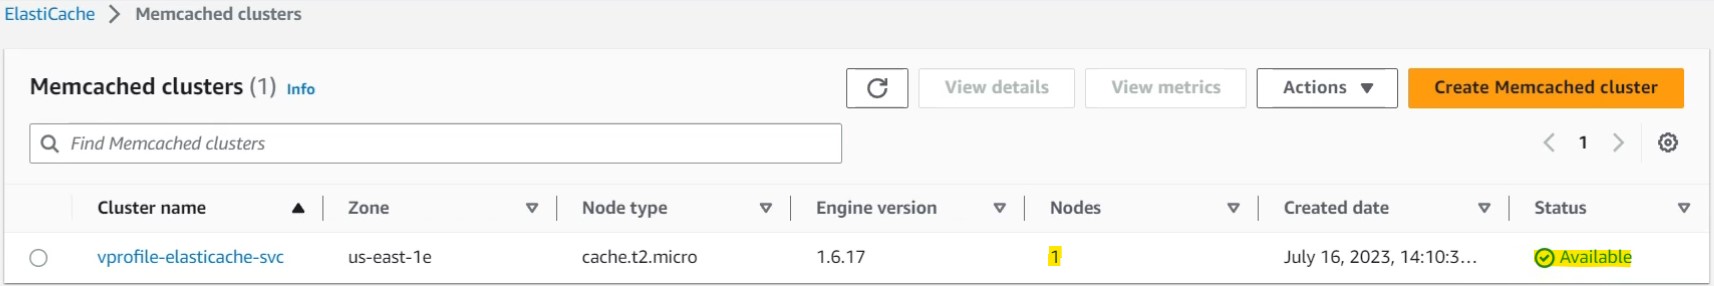 ElastiCache > Memcached clusters
Memcached clusters (1) Info
View details View metrics Actions Create Memcached cluster
Find Memcached clusters
1
Cluster name Zone Node type Engine version Nodes Created date Status
vprofile-elasticache-svc us-east-1e cache.t2.micro 1.6.17 1 July 16, 2023, 14:10:3... Available